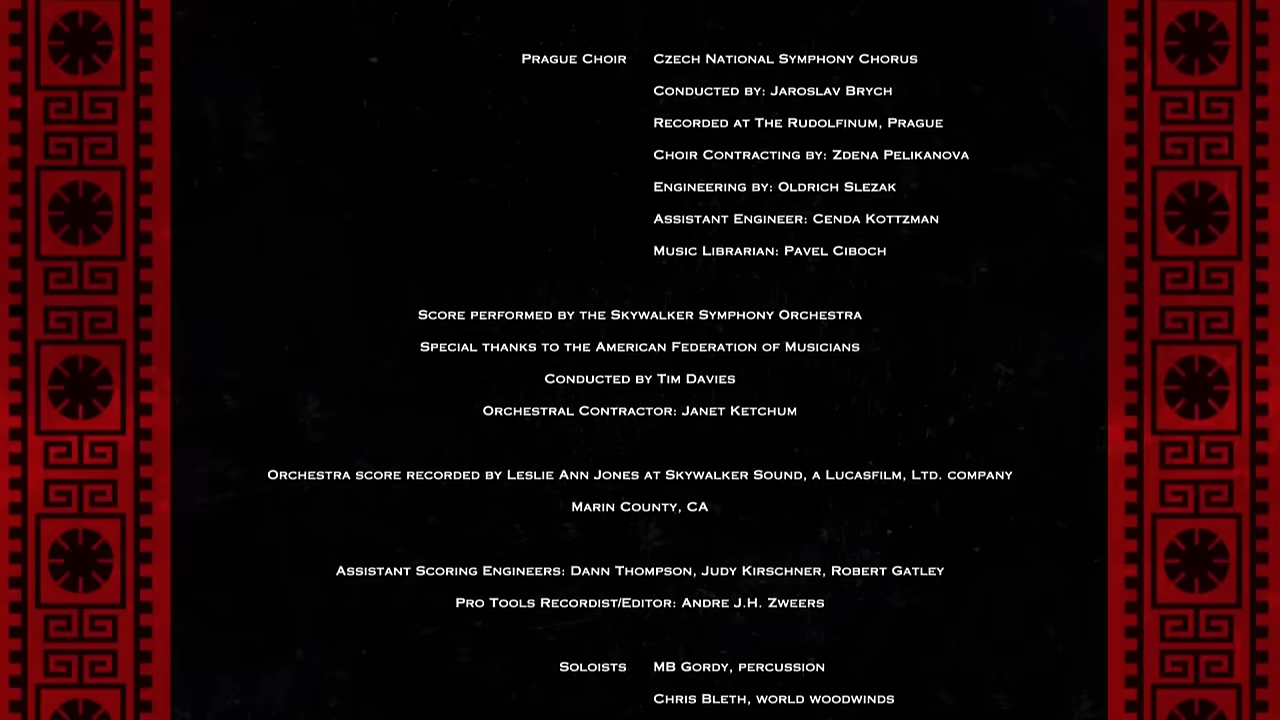 Prague Choir Czech National Symphony Chorus
Conducted by: Jaroslav Brych
Recorded at The Rudolfinum, Prague
Choir Contracting by: Zdena Pelikanova
Engineering by: Oldrich Slezak
Assistant Engineer: Cenda Kottzman
Music Librarian: Pavel Ciboch
Score performed by the Skywalker Symphony Orchestra
Special thanks to the American Federation of Musicians
Conducted by Tim Davies
Orchestral Contractor: Janet Ketchum
Orchestra score recorded by Leslie Ann Jones at Skywalker Sound, a Lucasfilm, Ltd. company
Marin County, CA
Assistant Scoring Engineers: Dann Thompson, Judy Kirschner, Robert Gatley
Pro Tools Recordist/Editor: Andre J.H. Zweers
Soloists MB Gordy, percussion
Chris Bleth, world woodwinds